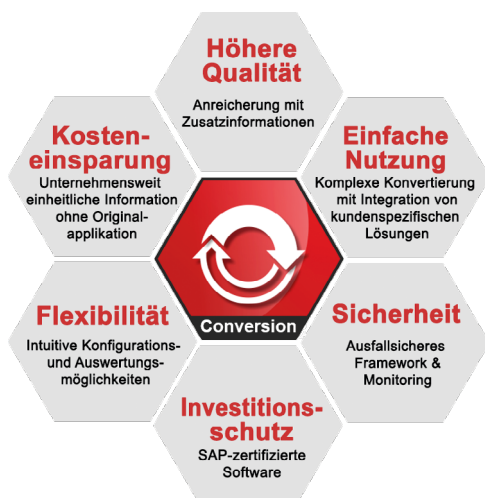 Höhere
Qualität
Anreicherung mit
Zusatzinformationen
Kosten-
einsparung
Unternehmensweit
einheitliche Information
ohne Original-
applikation
Einfache
Nutzung
Komplexe Konvertierung
mit Integration von
kundenspezifischen
Lösungen
Conversion
Flexibilität
Intuitive Konfigurations-
und Auswertungs-
möglichkeiten
Sicherheit
Ausfallsicheres
Framework &
Monitoring
Investitions-
schutz
SAP-zertifizierte
Software